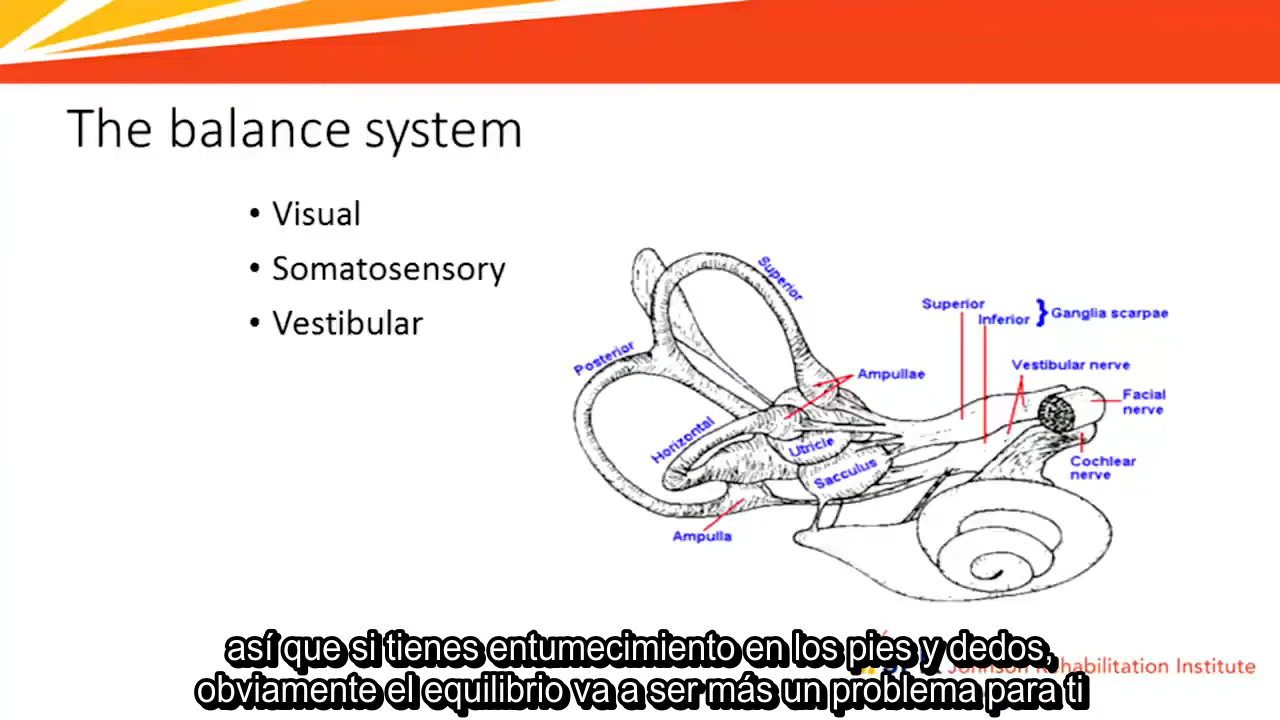 The balance system
• Visual
• Somatosensory
• Vestibular
Superior
Posterior
Horizontal
Utricle
Sacculus
Ampullae
Ampulla
Superior
Inferior
Ganglia scarpae
Vestibular nerve
Facial
nerve
Cochlear
nerve
así que si tienes entumecimiento en los pies y dedos,
obviamente el equilibrio va a ser más un problema para ti
Johnson Rehabilitation Institute